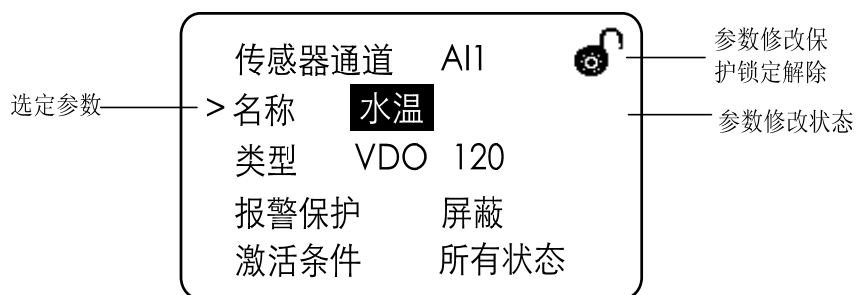 传感器通道 AI1
参数修改保
护锁定解除
选定参数
>名称 水温
参数修改状态
类型 VDO 120
报警保护 屏蔽
激活条件 所有状态